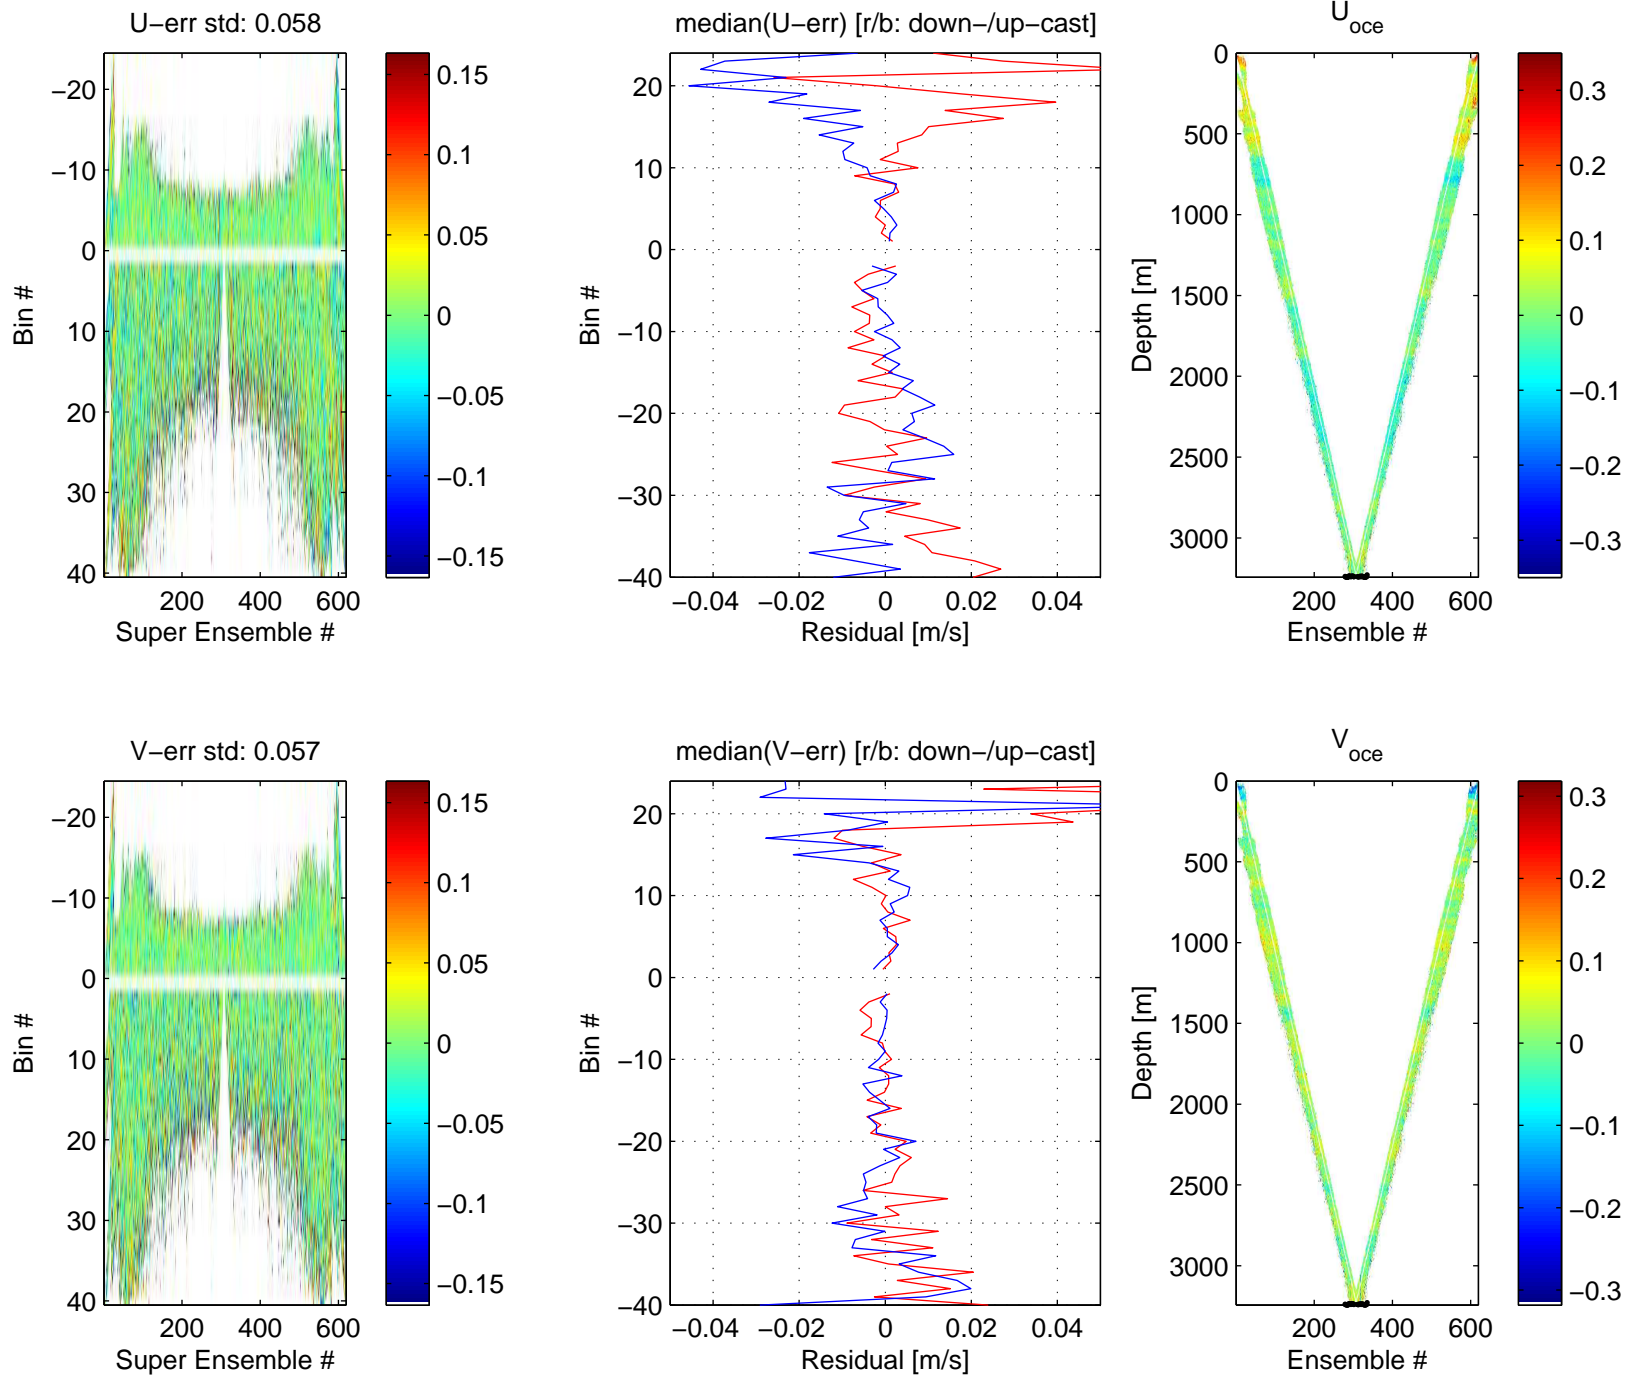 U−err std: 0.058
−20
−10
0
10
20
30
40
Bin #
200 400 600
Super Ensemble #
0.15
0.1
0.05
0
−0.05
−0.1
−0.15
median(U−err) [r/b: down−/up−cast]
20
10
0
−10
−20
−30
−40
Bin #
−0.04 −0.02 0 0.02 0.04
Residual [m/s]
U_oce
0
500
1000
1500
2000
2500
3000
Depth [m]
200 400 600
Ensemble #
0.3
0.2
0.1
0
−0.1
−0.2
−0.3
V−err std: 0.057
−20
−10
0
10
20
30
40
Bin #
200 400 600
Super Ensemble #
0.15
0.1
0.05
0
−0.05
−0.1
−0.15
median(V−err) [r/b: down−/up−cast]
20
10
0
−10
−20
−30
−40
Bin #
−0.04 −0.02 0 0.02 0.04
Residual [m/s]
V_oce
0
500
1000
1500
2000
2500
3000
Depth [m]
200 400 600
Ensemble #
0.3
0.2
0.1
0
−0.1
−0.2
−0.3